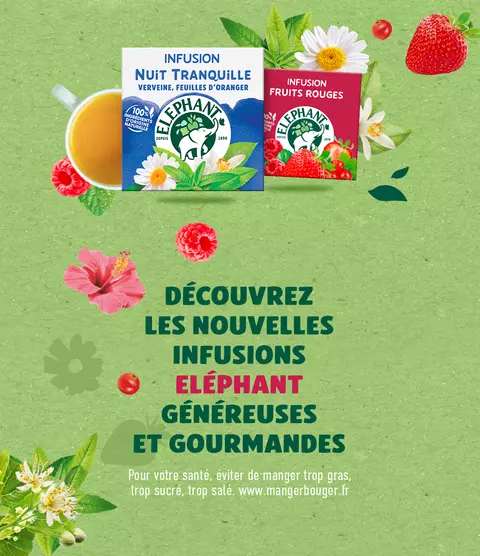 INFUSION
NUIT TRANQUILLE
VERVEINE, FEUILLES D'ORANGER
100%
INGRÉDIENTS
D'ORIGINE
NATURELLE
ELEPHANT
DEPUIS 1896
INFUSION
FRUITS ROUGES
ELEPHANT
DÉCOUVREZ
LES NOUVELLES
INFUSIONS
ELÉPHANT
GÉNÉREUSES
ET GOURMANDES
Pour votre santé, éviter de manger trop gras,
trop sucré, trop salé. www.mangerbouger.fr